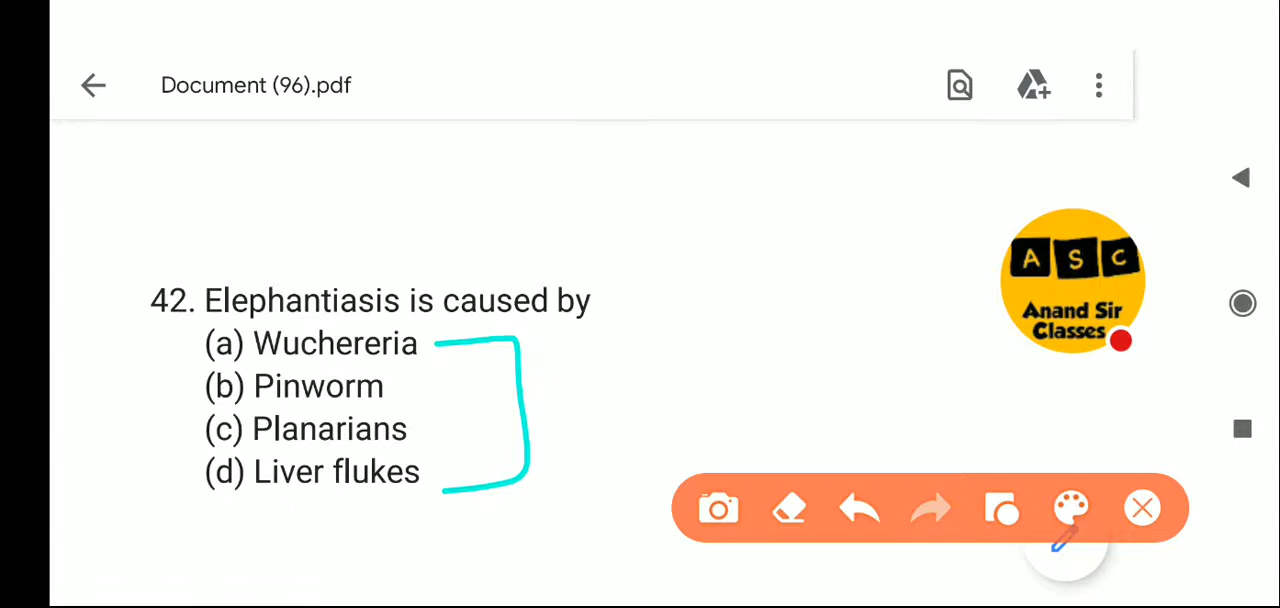 Document (96).pdf
A S C
Anand Sir
Classes
42. Elephantiasis is caused by
(a) Wuchereria
(b) Pinworm
(c) Planarians
(d) Liver flukes